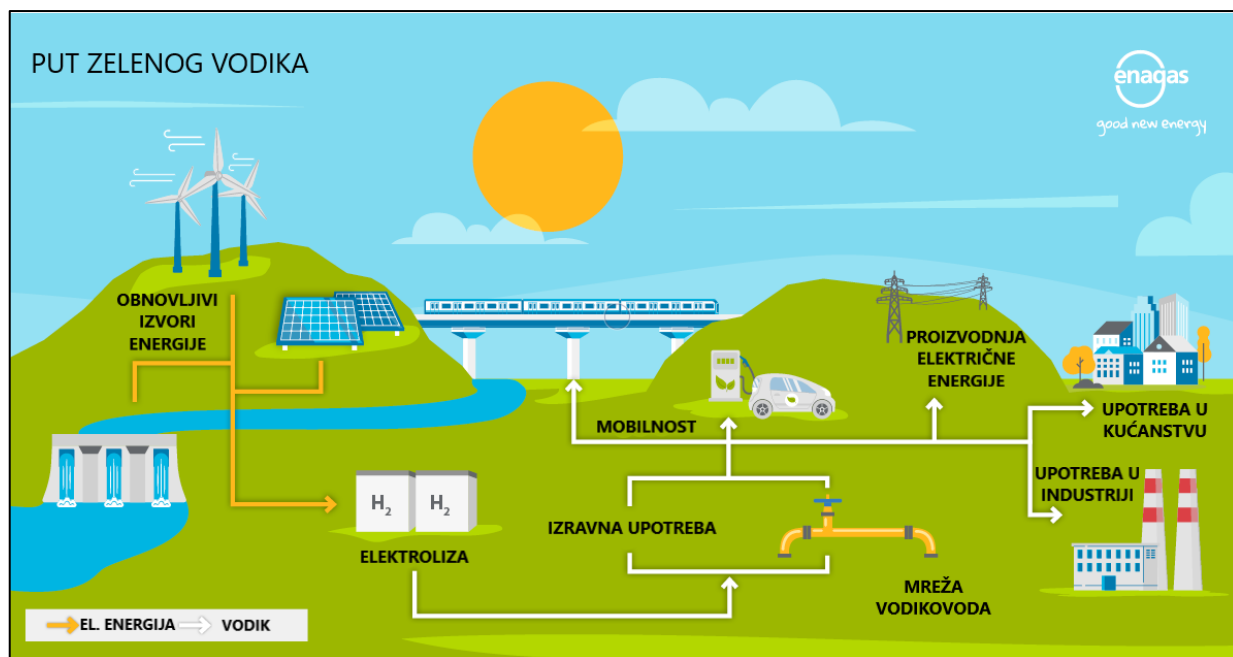 PUT ZELENOG VODIKA
enagas
good new energy
OBNOVLJIVI
IZVORI
ENERGIJE
PROIZVODNJA
ELEKTRIČNE
ENERGIJE
MOBILNOST
UPOTREBA U
KUĆANSTVU
UPOTREBA U
INDUSTRIJI
H₂ H₂
ELEKTROLIZA
IZRAVNA UPOTREBA
MREŽA
VODIKOVODA
EL. ENERGIJA VODIK